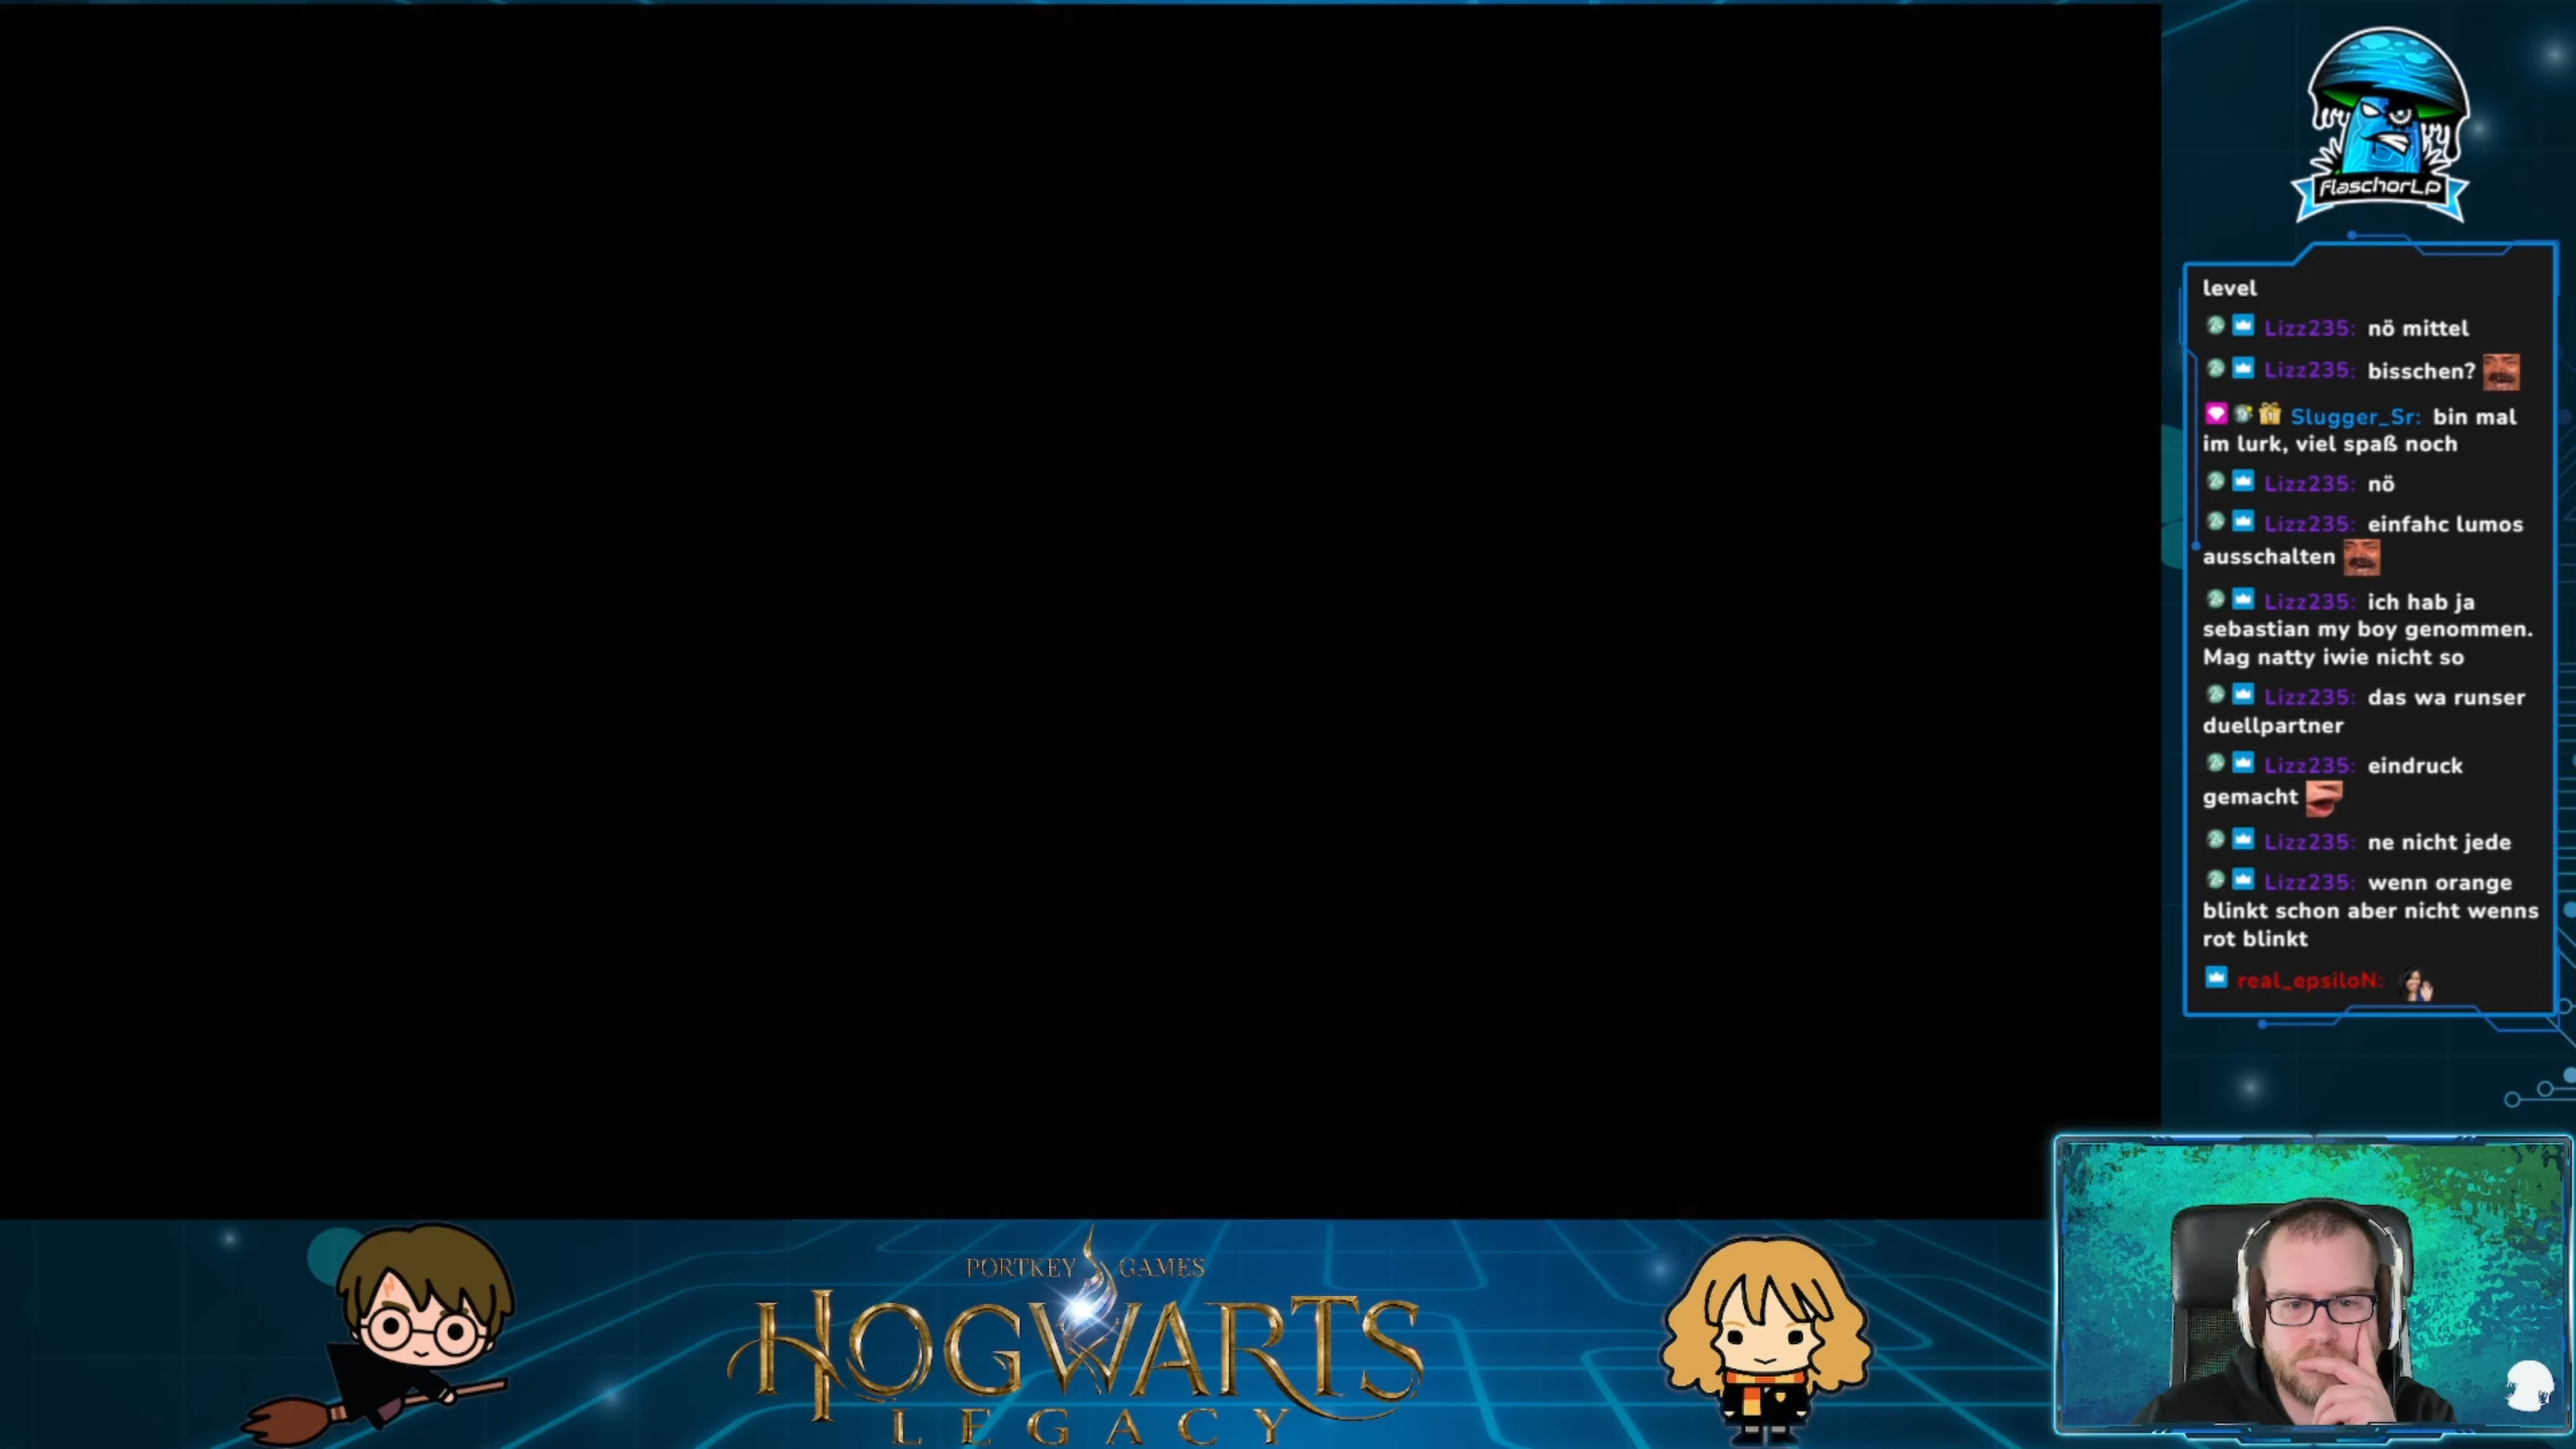 FlaschorLp
level
Lizz235: nö mittel
Lizz235: bisschen?
Slugger_Sr: bin mal
im lurk, viel spaß noch
Lizz235: nö
Lizz235: einfahc lumos
ausschalten
Lizz235: ich hab ja
sebastian my boy genommen.
Mag natty iwie nicht so
Lizz235: das wa runser
duellpartner
Lizz235: eindruck
gemacht
Lizz235: ne nicht jede
Lizz235: wenn orange
blinkt schon aber nicht wenns
rot blinkt
real_epsiloN:
PORTKEY GAMES
HOGWARTS
LEGACY